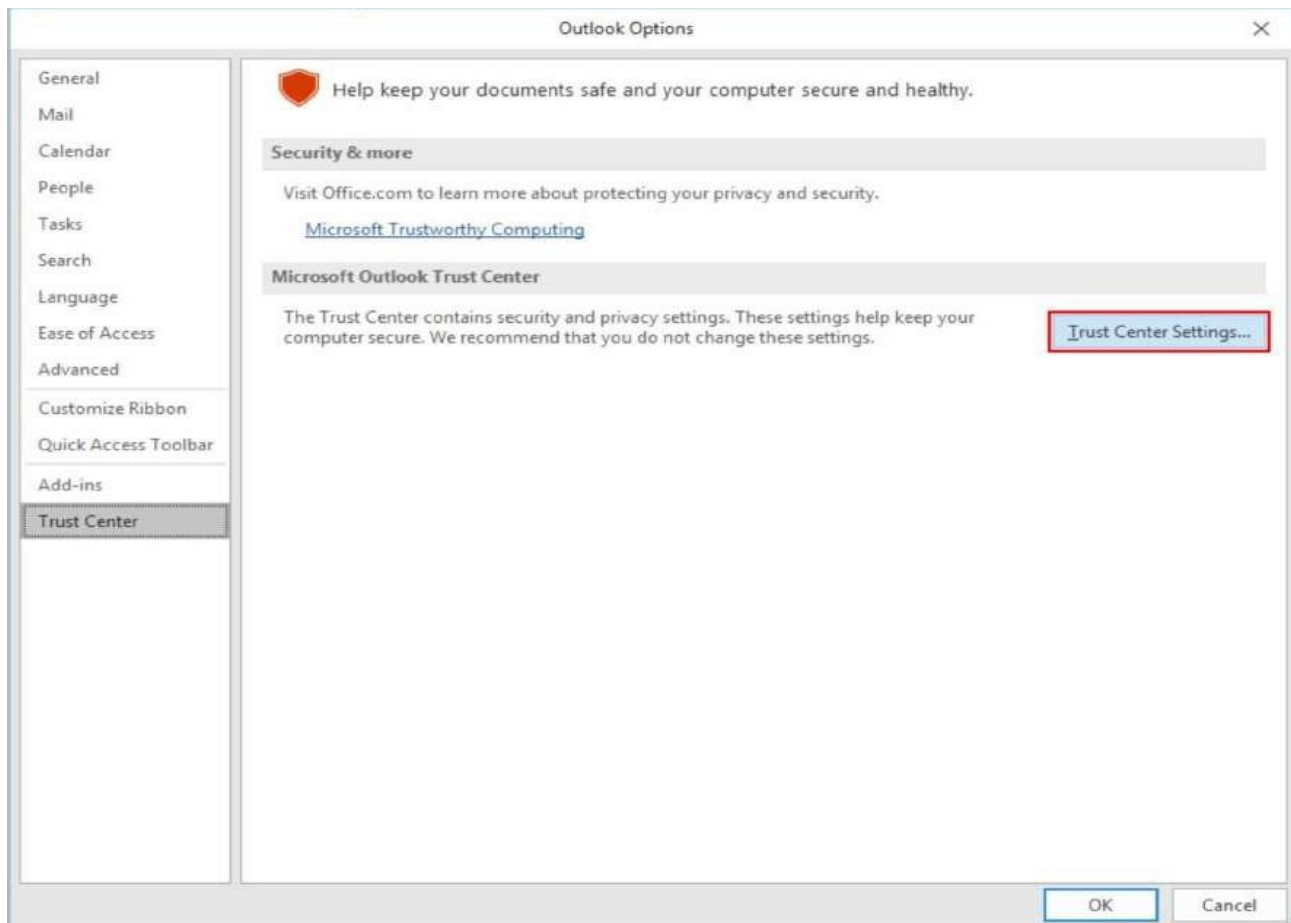 Outlook Options
General
Mail
Calendar
People
Tasks
Search
Language
Ease of Access
Advanced
Customize Ribbon
Quick Access Toolbar
Add-ins
Trust Center
Help keep your documents safe and your computer secure and healthy.
Security & more
Visit Office.com to learn more about protecting your privacy and security.
Microsoft Trustworthy Computing
Microsoft Outlook Trust Center
The Trust Center contains security and privacy settings. These settings help keep your
computer secure. We recommend that you do not change these settings.
Trust Center Settings...
OK
Cancel